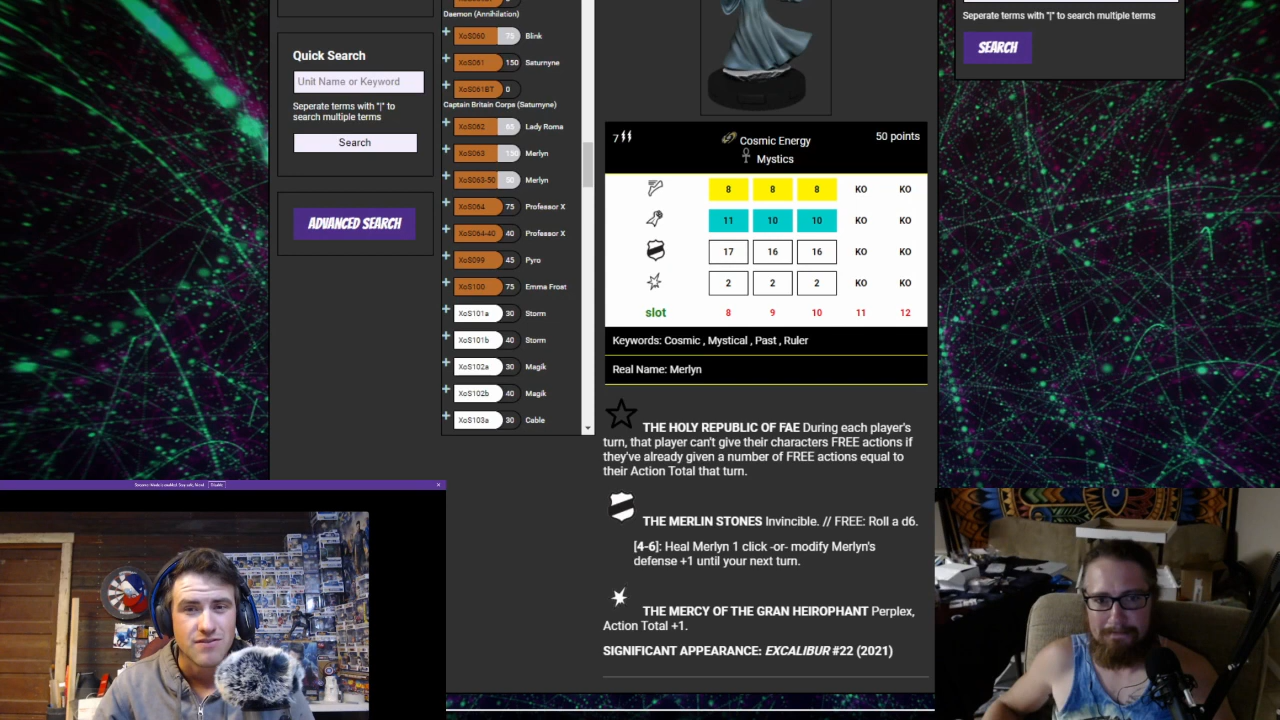 Quick Search
Unit Name or Keyword
Seperate terms with "|" to
search multiple terms
Search
ADVANCED SEARCH
Daemon (Annihilation)
XoS060 75 Blink
XoS061 150 Saturnyne
XoS061BT 0
Captain Britain Corps (Saturnyne)
XoS062 65 Lady Roma
XoS063 150 Merlyn
XoS063-50 50 Merlyn
XoS064 75 Professor X
XoS064-40 40 Professor X
XoS099 45 Pyro
XoS100 75 Emma Frost
XoS101a 30 Storm
XoS101b 40 Storm
XoS102a 30 Magik
XoS102b 40 Magik
XoS103a 30 Cable
7
Cosmic Energy
Mystics
50 points
8 8 8 KO KO
11 10 10 KO KO
17 16 16 KO KO
2 2 2 KO KO
slot 8 9 10 11 12
Keywords: Cosmic , Mystical , Past , Ruler
Real Name: Merlyn
THE HOLY REPUBLIC OF FAE During each player's
turn, that player can't give their characters FREE actions if
they've already given a number of FREE actions equal to
their Action Total that turn.
THE MERLIN STONES Invincible. // FREE: Roll a d6.
[4-6]: Heal Merlyn 1 click -or- modify Merlyn's
defense +1 until your next turn.
THE MERCY OF THE GRAN HEIROPHANT Perplex,
Action Total +1.
SIGNIFICANT APPEARANCE: EXCALIBUR #22 (2021)
Seperate terms with "|" to search multiple terms
SEARCH